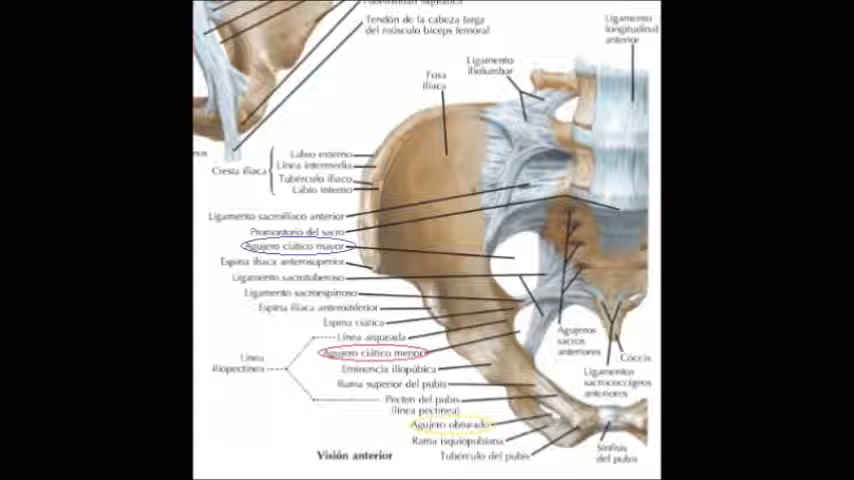 Tendón de la cabeza larga
del músculo bíceps femoral
Ligamento
longitudinal
anterior
Ligamento
iliolumbar
Fosa
ilíaca
Labio externo
Línea intermedia
Tubérculo ilíaco
Labio interno
Cresta ilíaca
Ligamento sacroilíaco anterior
Promontorio del sacro
Agujero ciático mayor
Espina ilíaca anterosuperior
Ligamento sacrotuberoso
Ligamento sacroespinoso
Espina ilíaca anteroinferior
Espina ciática
Línea arqueada
Agujero ciático menor
Eminencia iliopúbica
Rama superior del pubis
Pecten del pubis
(línea pectínea)
Línea
iliopectínea
Agujero obturado
Rama isquiopubiana
Tubérculo del pubis
Agujeros
sacros
anteriores
Cóccix
Ligamentos
sacrococcígeos
anteriores
Sínfisis
del pubis
Visión anterior